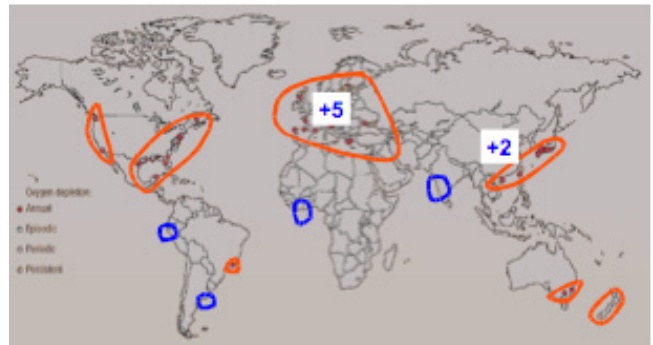 +5
+2
Oxygen depletion
Annual
Episodic
Periodic
Persistent